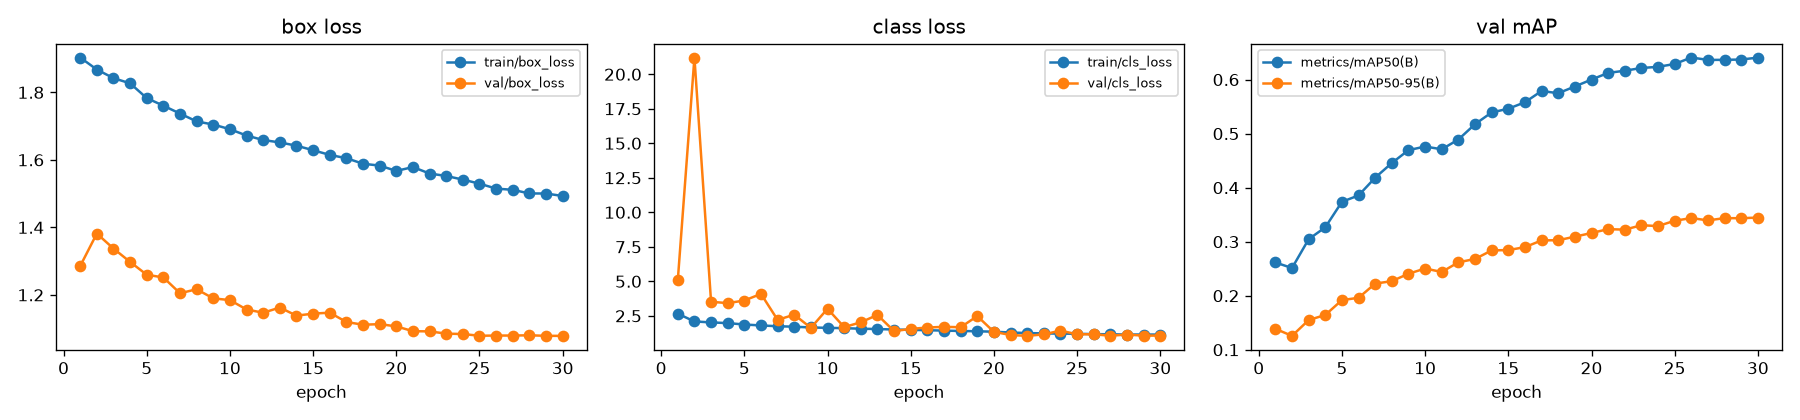 box loss
train/box_loss
val/box_loss
1.8
1.6
1.4
1.2
0 5 10 15 20 25 30
epoch
class loss
train/cls_loss
val/cls_loss
20.0
17.5
15.0
12.5
10.0
7.5
5.0
2.5
0 5 10 15 20 25 30
epoch
val mAP
metrics/mAP50(B)
metrics/mAP50-95(B)
0.6
0.5
0.4
0.3
0.2
0.1
0 5 10 15 20 25 30
epoch